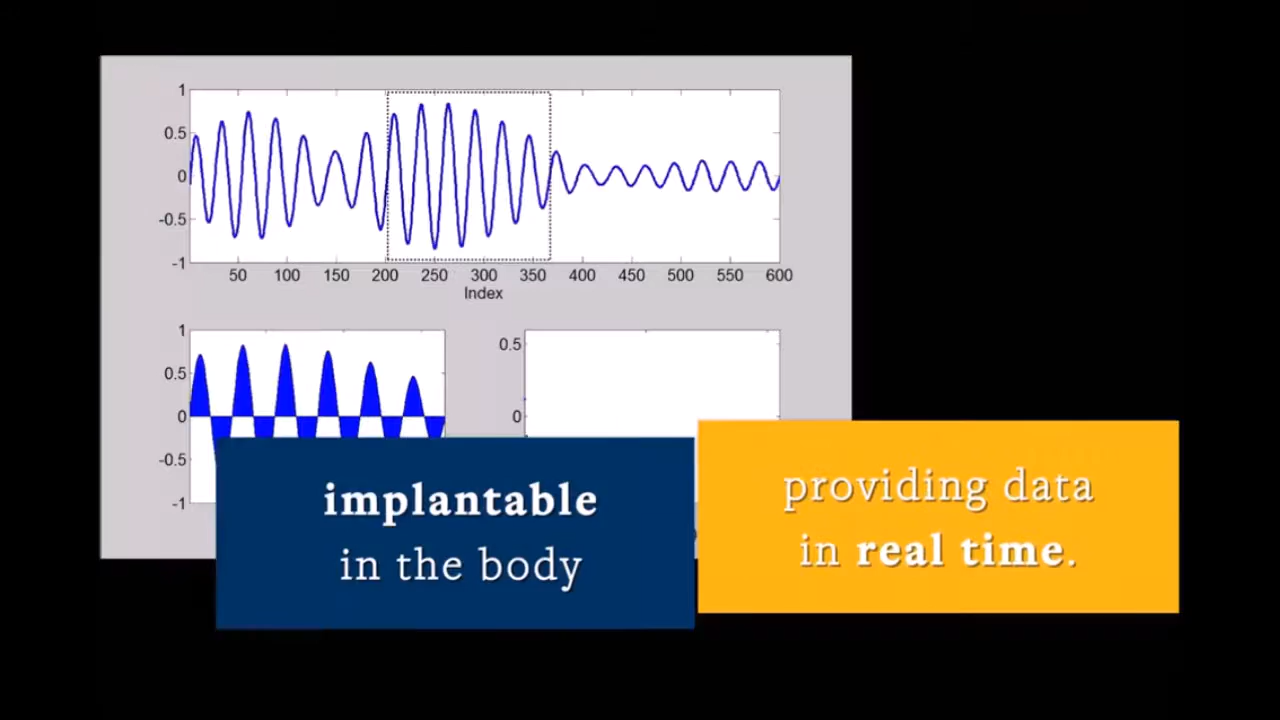 1
0.5
0
-0.5
-1
50 100 150 200 250 300 350 400 450 500 550 600
Index
1
0.5
0
-0.5
-1
0.5
0
implantable
in the body
providing data
in real time.